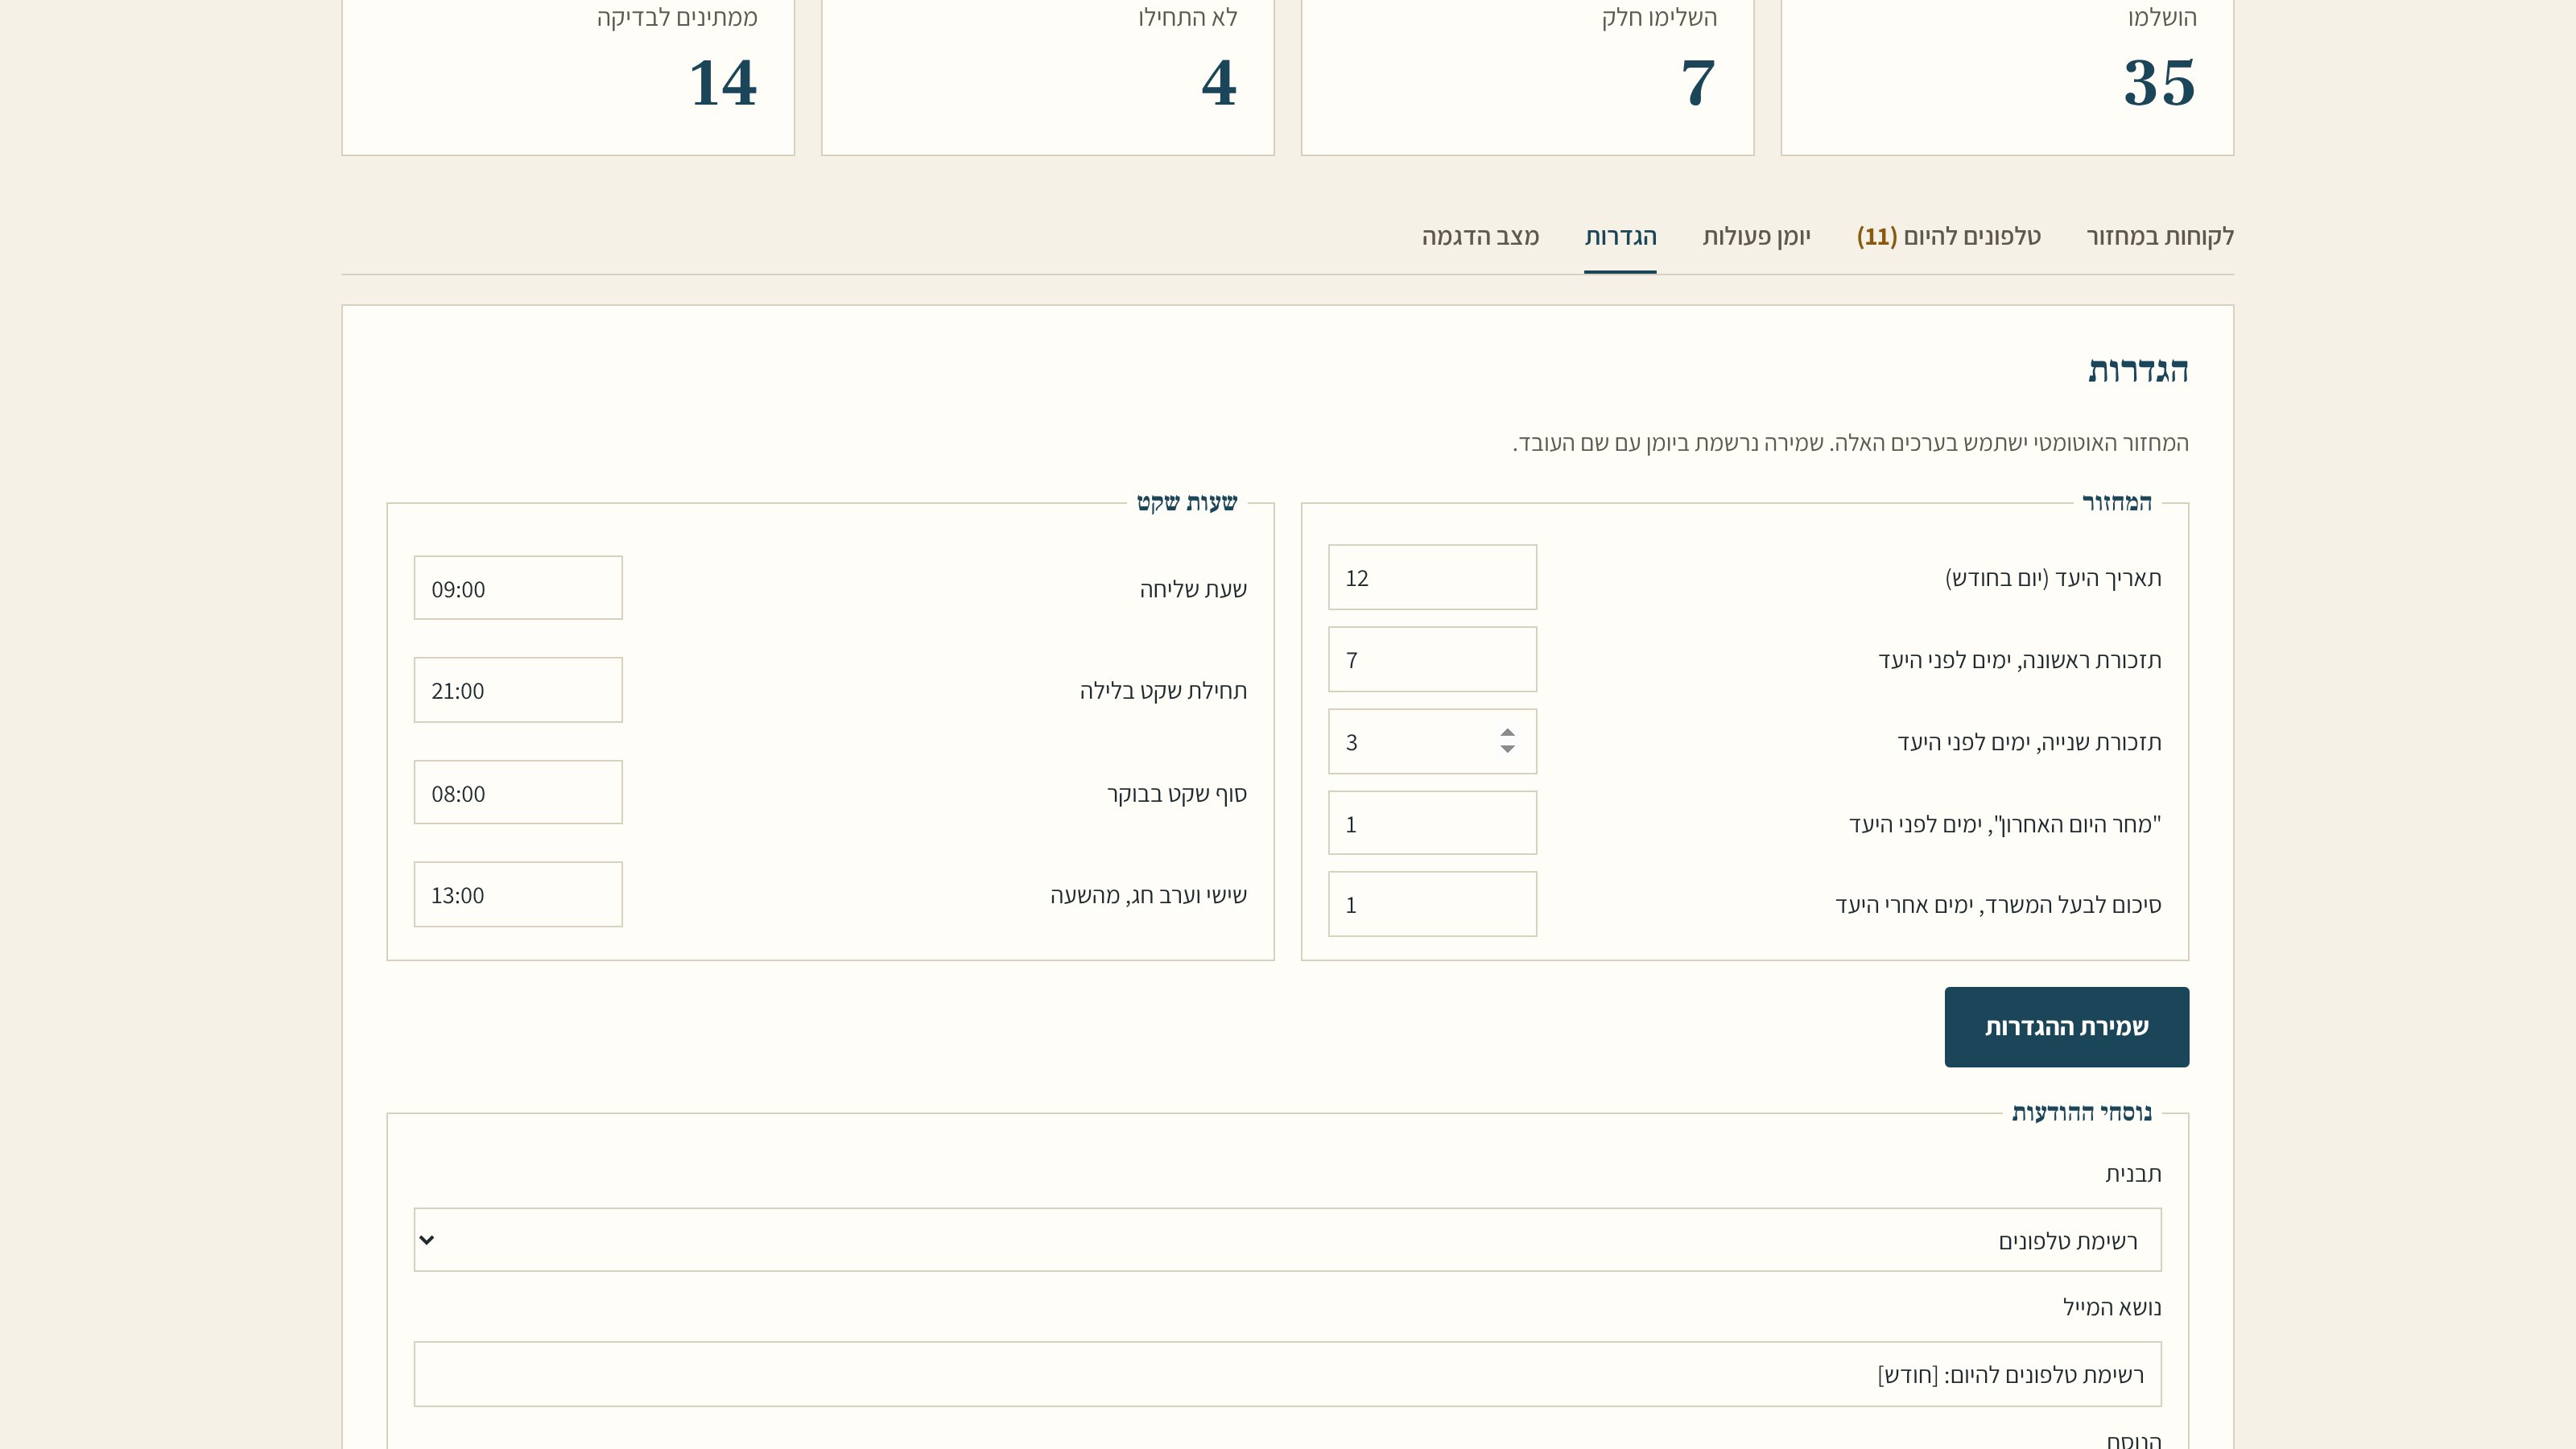 הושלמו
35
השלימו חלק
7
לא התחילו
4
ממתינים לבדיקה
14
לקוחות במחזור
טלפונים להיום (11)
יומן פעולות
הגדרות
מצב הדגמה
הגדרות
המחזור האוטומטי ישתמש בערכים האלה. שמירה נרשמת ביומן עם שם העובד.
המחזור
תאריך היעד (יום בחודש)
12
תזכורת ראשונה, ימים לפני היעד
7
תזכורת שנייה, ימים לפני היעד
3
"מחר היום האחרון", ימים לפני היעד
1
סיכום לבעל המשרד, ימים אחרי היעד
1
שעות שקט
שעת שליחה
09:00
תחילת שקט בלילה
21:00
סוף שקט בבוקר
08:00
שישי וערב חג, מהשעה
13:00
שמירת ההגדרות
נוסחי ההודעות
תבנית
רשימת טלפונים
נושא המייל
רשימת טלפונים להיום: [חודש]
הנוסח